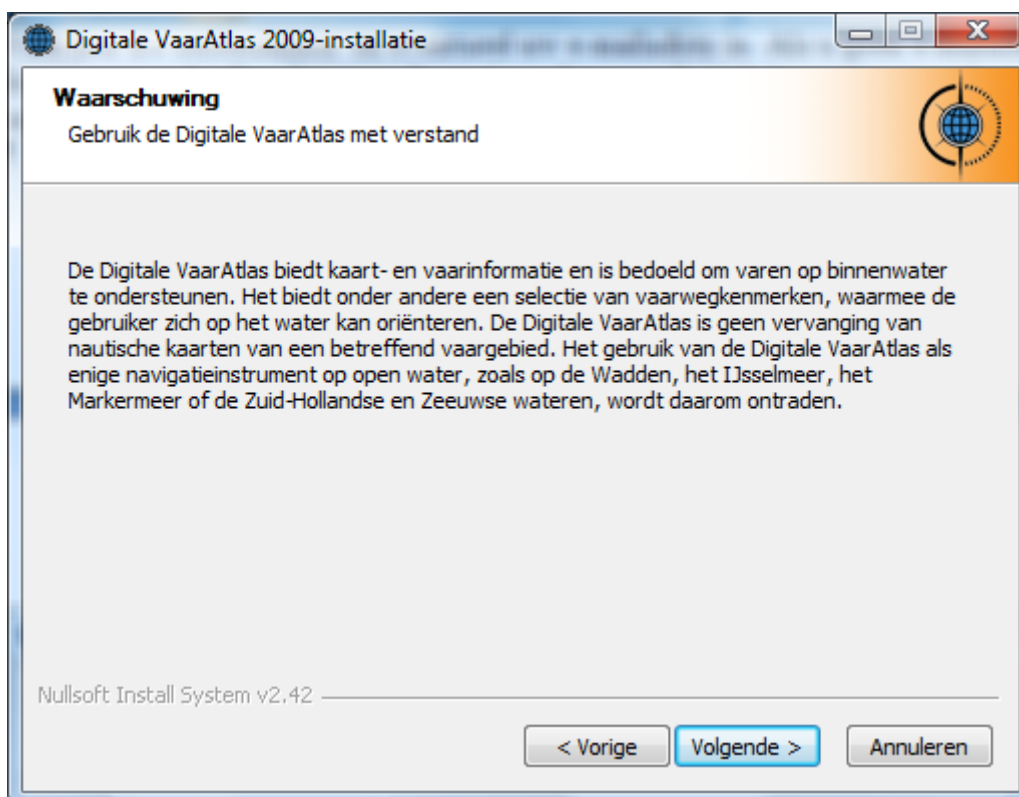 Digitale VaarAtlas 2009-installatie
Waarschuwing
Gebruik de Digitale VaarAtlas met verstand
De Digitale VaarAtlas biedt kaart- en vaarinformatie en is bedoeld om varen op binnenwater
te ondersteunen. Het biedt onder andere een selectie van vaarwegkenmerken, waarmee de
gebruiker zich op het water kan oriënteren. De Digitale VaarAtlas is geen vervanging van
nautische kaarten van een betreffend vaargebied. Het gebruik van de Digitale VaarAtlas als
enige navigatieinstrument op open water, zoals op de Wadden, het IJsselmeer, het
Markermeer of de Zuid-Hollandse en Zeeuwse wateren, wordt daarom ontraden.
Nullsoft Install System v2.42
< Vorige
Volgende >
Annuleren